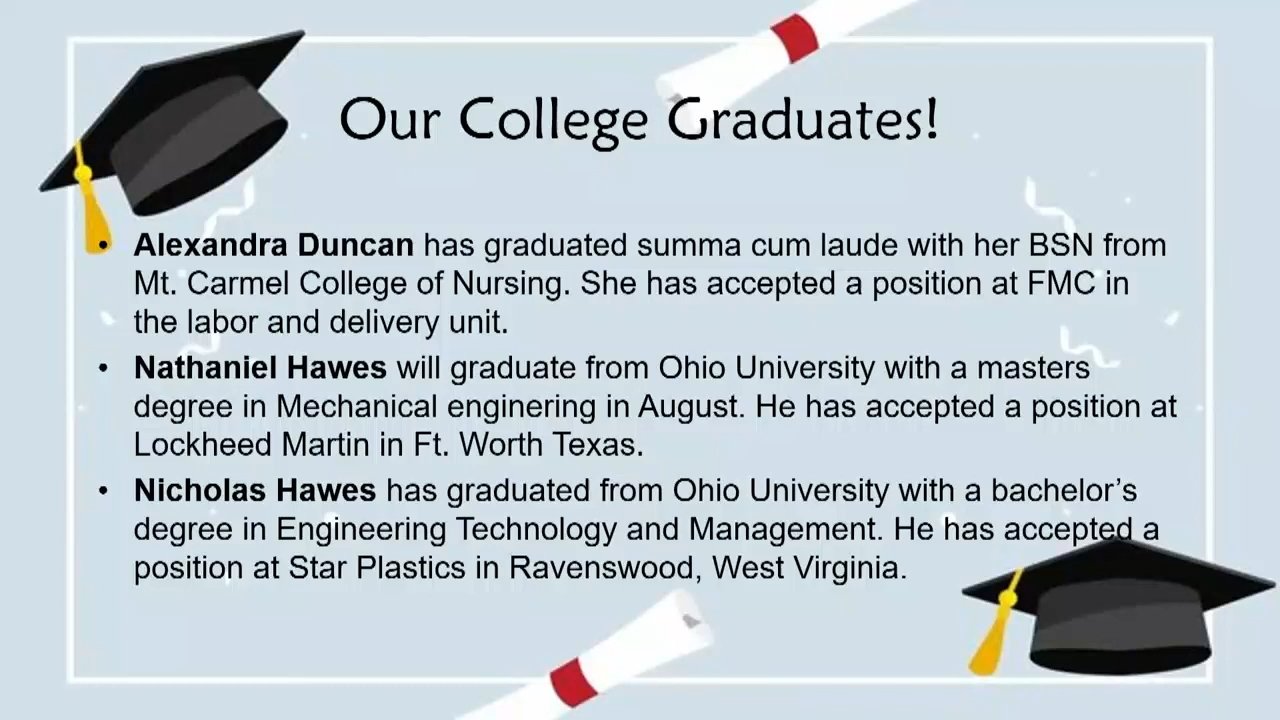 Our College Graduates!
• Alexandra Duncan has graduated summa cum laude with her BSN from
Mt. Carmel College of Nursing. She has accepted a position at FMC in
the labor and delivery unit.
• Nathaniel Hawes will graduate from Ohio University with a masters
degree in Mechanical enginering in August. He has accepted a position at
Lockheed Martin in Ft. Worth Texas.
• Nicholas Hawes has graduated from Ohio University with a bachelor’s
degree in Engineering Technology and Management. He has accepted a
position at Star Plastics in Ravenswood, West Virginia.